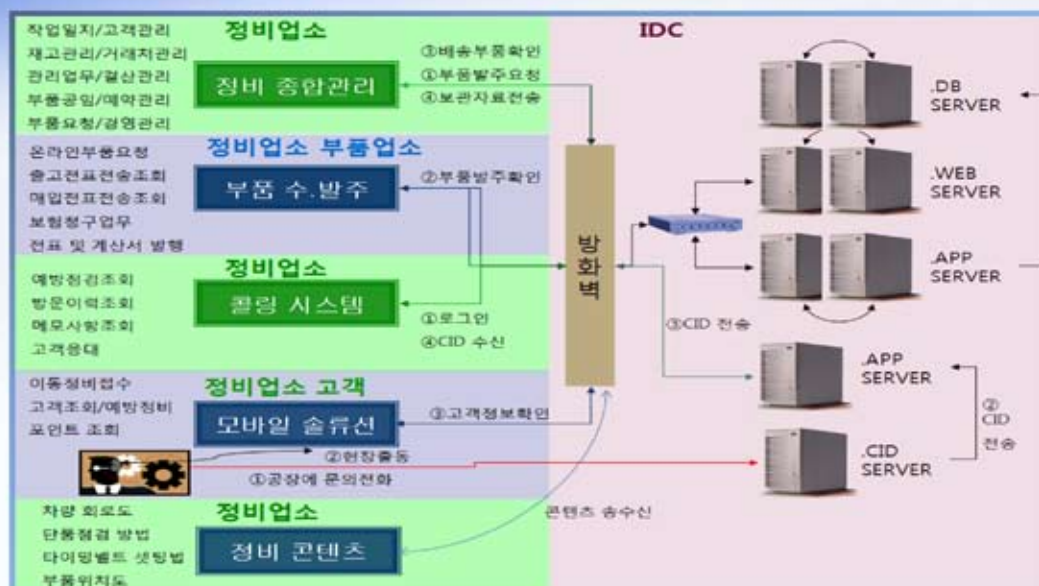 작업일지/고객관리
재고관리/거래처관리
관리업무/결산관리
부품공임/예약관리
부품요청/경영관리
정비업소
정비 종합관리
③배송부품확인
①부품발주요청
④보관자료전송
온라인부품요청
출고전표전송조회
매입전표전송조회
보험청구업무
전표 및 계산서 발행
정비업소 부품업소
부품 수.발주
②부품발주확인
예방점검조회
방문이력조회
메모사항조회
고객응대
정비업소
콜링 시스템
①로그인
④CID 수신
이동정비접수
고객조회/예방정비
포인트 조회
정비업소 고객
모바일 솔류션
③고객정보확인
②현장출동
①공장에 문의전화
차량 회로도
단품점검 방법
타이밍벨트 셋팅법
부품위치도
정비업소
정비 콘텐츠
콘텐츠 송수신
방화벽
IDC
.DB SERVER
.WEB SERVER
.APP SERVER
③CID 전송
.APP SERVER
②
CID
전송
.CID SERVER